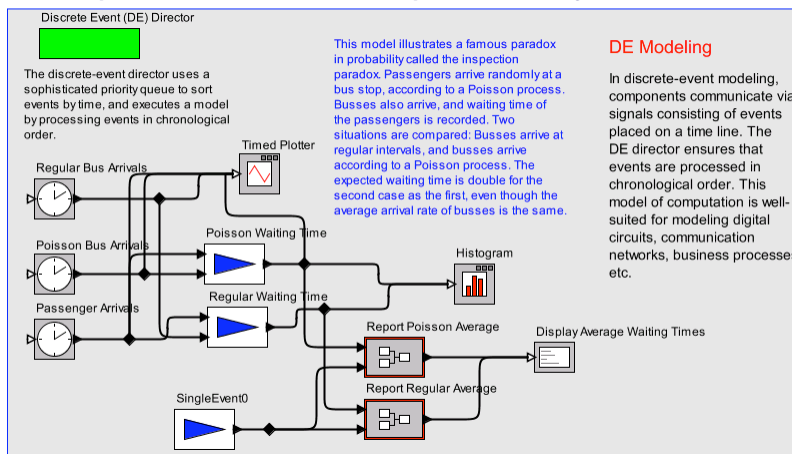 Discrete Event (DE) Director
The discrete-event director uses a
sophisticated priority queue to sort
events by time, and executes a model
by processing events in chronological
order.
This model illustrates a famous paradox
in probability called the inspection
paradox. Passengers arrive randomly at a
bus stop, according to a Poisson process.
Busses also arrive, and waiting time of
the passengers is recorded. Two
situations are compared: Busses arrive at
regular intervals, and busses arrive
according to a Poisson process. The
expected waiting time is double for the
second case as the first, even though the
average arrival rate of busses is the same.
DE Modeling
In discrete-event modeling,
components communicate via
signals consisting of events
placed on a time line. The
DE director ensures that
events are processed in
chronological order. This
model of computation is well-
suited for modeling digital
circuits, communication
networks, business processes
etc.
Timed Plotter
Regular Bus Arrivals
Poisson Bus Arrivals
Passenger Arrivals
Poisson Waiting Time
Regular Waiting Time
Histogram
Report Poisson Average
Display Average Waiting Times
Report Regular Average
SingleEvent0